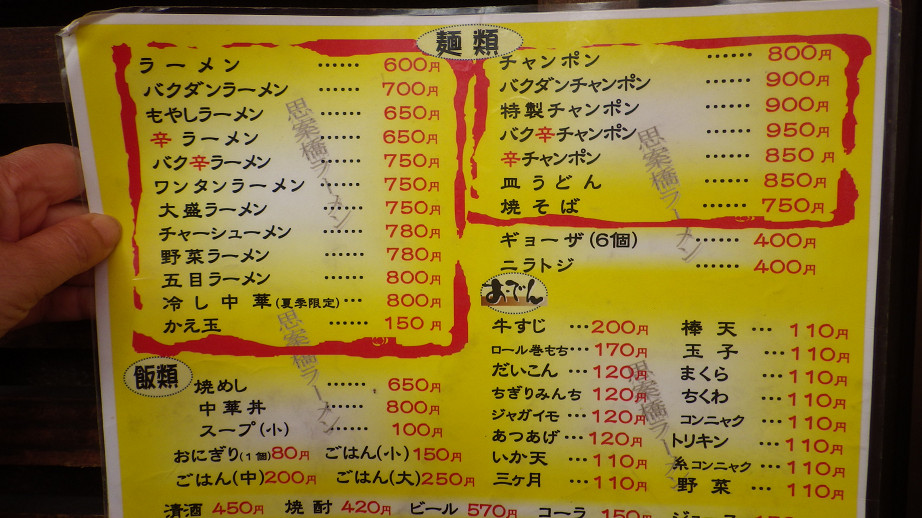 麺類
ラーメン …… 600円
バクダンラーメン …… 700円
もやしラーメン …… 650円
辛 ラーメン …… 650円
バク辛ラーメン …… 750円
ワンタンラーメン …… 750円
大盛ラーメン …… 750円
チャーシューメン …… 780円
野菜ラーメン …… 780円
五目ラーメン …… 800円
冷し中華(夏季限定)… 800円
かえ玉 …… 150円
チャンポン …… 800円
バクダンチャンポン …… 900円
特製チャンポン …… 900円
バク辛チャンポン …… 950円
辛チャンポン …… 850円
皿うどん …… 850円
焼そば …… 750円
ギョーザ(6個) …… 400円
ニラトジ …… 400円
おでん
牛すじ …200円
ロール巻もち…170円
だいこん …120円
ちぎりみんち 120円
ジャガイモ …120円
あつあげ …120円
いか天 …110円
三ヶ月 …110円
棒天 …110円
玉子 …110円
まくら …110円
ちくわ …110円
コンニャク …110円
トリキン …110円
糸コンニャク …110円
野菜 …110円
飯類
焼めし …… 650円
中華丼 …… 800円
スープ(小) …… 100円
おにぎり(1個)80円 ごはん(小)150円
ごはん(中)200円 ごはん(大)250円
清酒 450円 焼酎 420円 ビール 570円 コーラ 150円 ジュース 150円
思案橋ラーメン
思案橋ラーメン
思案橋ラーメン
思案橋ラーメン